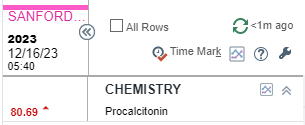 SANFORD...
2023
12/16/23
05:40
All Rows
<1m ago
Time Mark
?
CHEMISTRY
80.69
Procalcitonin